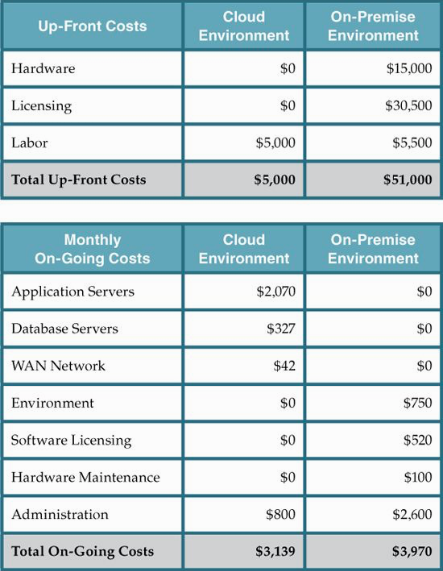 Up-Front Costs Cloud Environment On-Premise Environment
Hardware $0 $15,000
Licensing $0 $30,500
Labor $5,000 $5,500
Total Up-Front Costs $5,000 $51,000
Monthly On-Going Costs Cloud Environment On-Premise Environment
Application Servers $2,070 $0
Database Servers $327 $0
WAN Network $42 $0
Environment $0 $750
Software Licensing $0 $520
Hardware Maintenance $0 $100
Administration $800 $2,600
Total On-Going Costs $3,139 $3,970